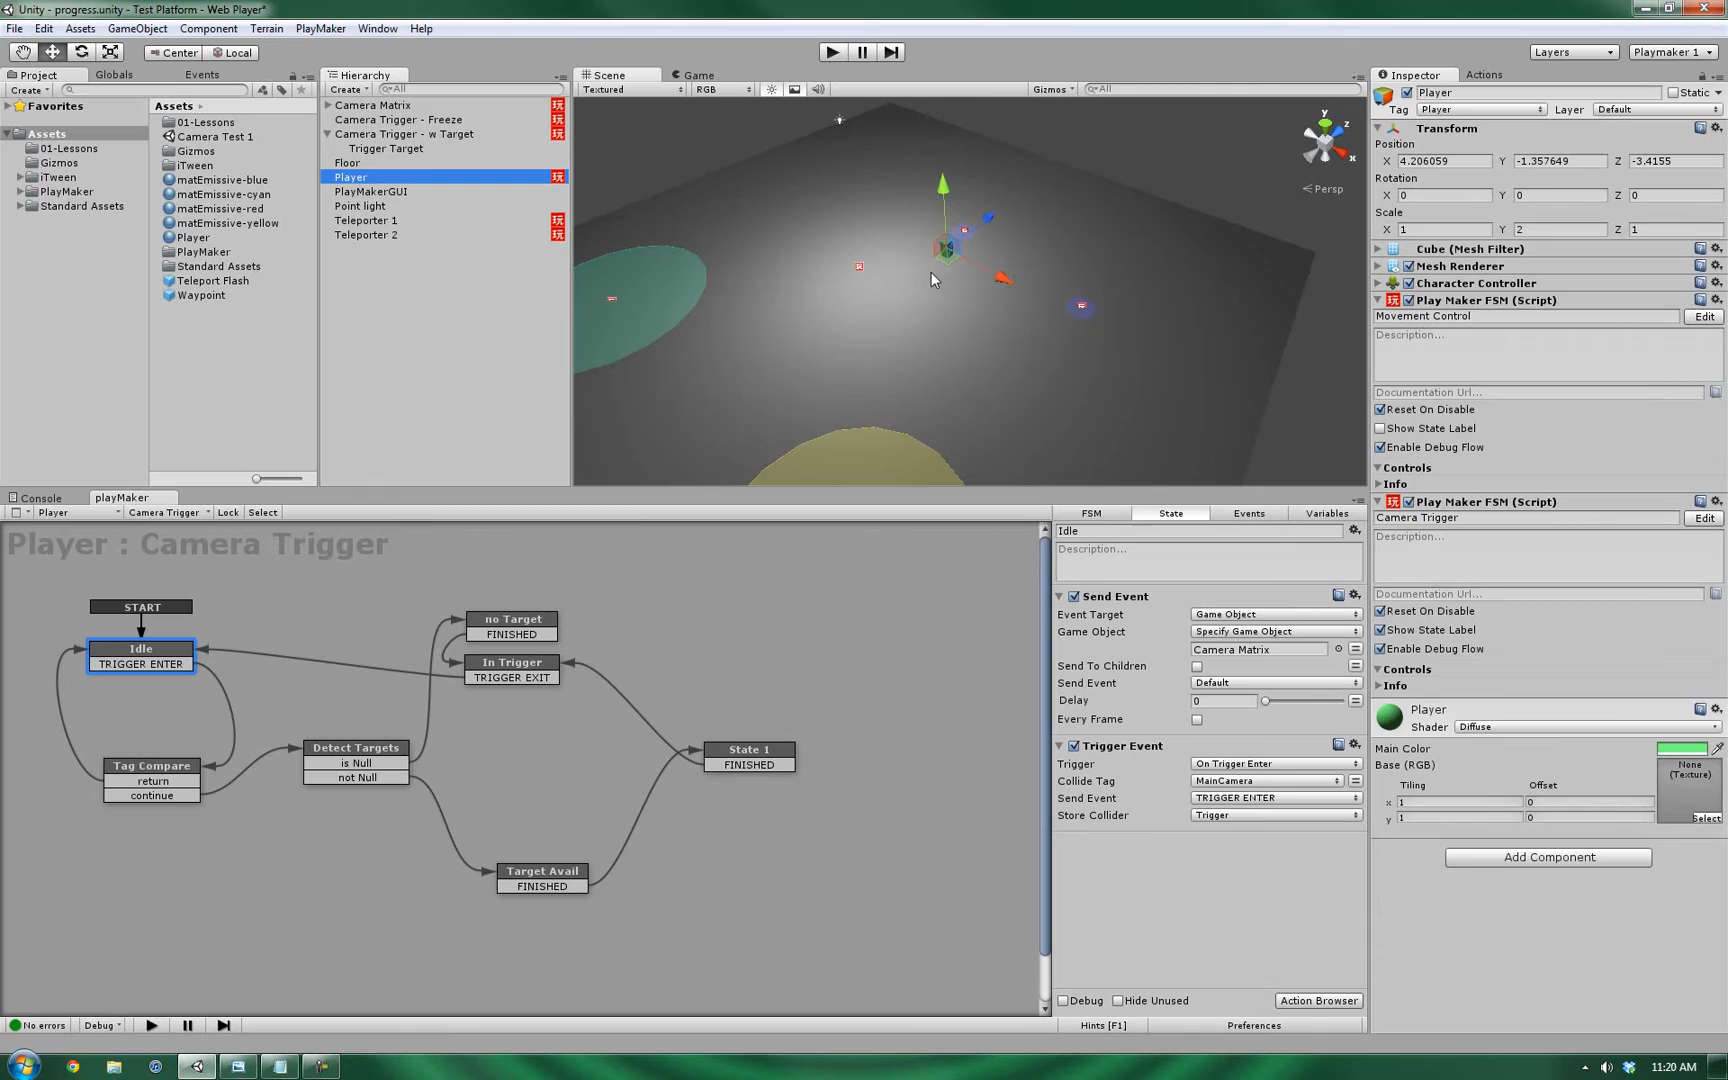 Unity - progress.unity - Test Platform - Web Player*
File Edit Assets GameObject Component Terrain PlayMaker Window Help
Center Local
Layers Playmaker 1
Project Globals Events
Create
Favorites
Assets
01-Lessons
Gizmos
iTween
PlayMaker
Standard Assets
Assets
01-Lessons
Camera Test 1
Gizmos
iTween
matEmissive-blue
matEmissive-cyan
matEmissive-red
matEmissive-yellow
Player
PlayMaker
Standard Assets
Teleport Flash
Waypoint
Hierarchy
Create All
Camera Matrix
Camera Trigger - Freeze
Camera Trigger - w Target
Trigger Target
Floor
Player
PlayMakerGUI
Point light
Teleporter 1
Teleporter 2
Scene Game
Textured RGB Gizmos All
y
z
x
Persp
Inspector Actions
Player Static
Tag Player Layer Default
Transform
Position
X 4.206059 Y -1.357649 Z -3.4155
Rotation
X 0 Y 0 Z 0
Scale
X 1 Y 2 Z 1
Cube (Mesh Filter)
Mesh Renderer
Character Controller
玩 Play Maker FSM (Script)
Movement Control Edit
Description...
Documentation Url...
Reset On Disable
Show State Label
Enable Debug Flow
Controls
Info
玩 Play Maker FSM (Script)
Camera Trigger Edit
Description...
Documentation Url...
Reset On Disable
Show State Label
Enable Debug Flow
Controls
Info
Player
Shader Diffuse
Main Color
Base (RGB)
None
(Texture)
Tiling Offset
x 1 0
y 1 0
Select
Add Component
Console playMaker
Player Camera Trigger Lock Select
Player : Camera Trigger
START
Idle
TRIGGER ENTER
Tag Compare
return
continue
Detect Targets
is Null
not Null
no Target
FINISHED
In Trigger
TRIGGER EXIT
State 1
FINISHED
Target Avail
FINISHED
FSM State Events Variables
Idle
Description...
Send Event
Event Target Game Object
Game Object Specify Game Object
Camera Matrix
Send To Children
Send Event Default
Delay 0
Every Frame
Trigger Event
Trigger On Trigger Enter
Collide Tag MainCamera
Send Event TRIGGER ENTER
Store Collider Trigger
Debug Hide Unused Action Browser
Hints [F1] Preferences
No errors Debug
11:20 AM